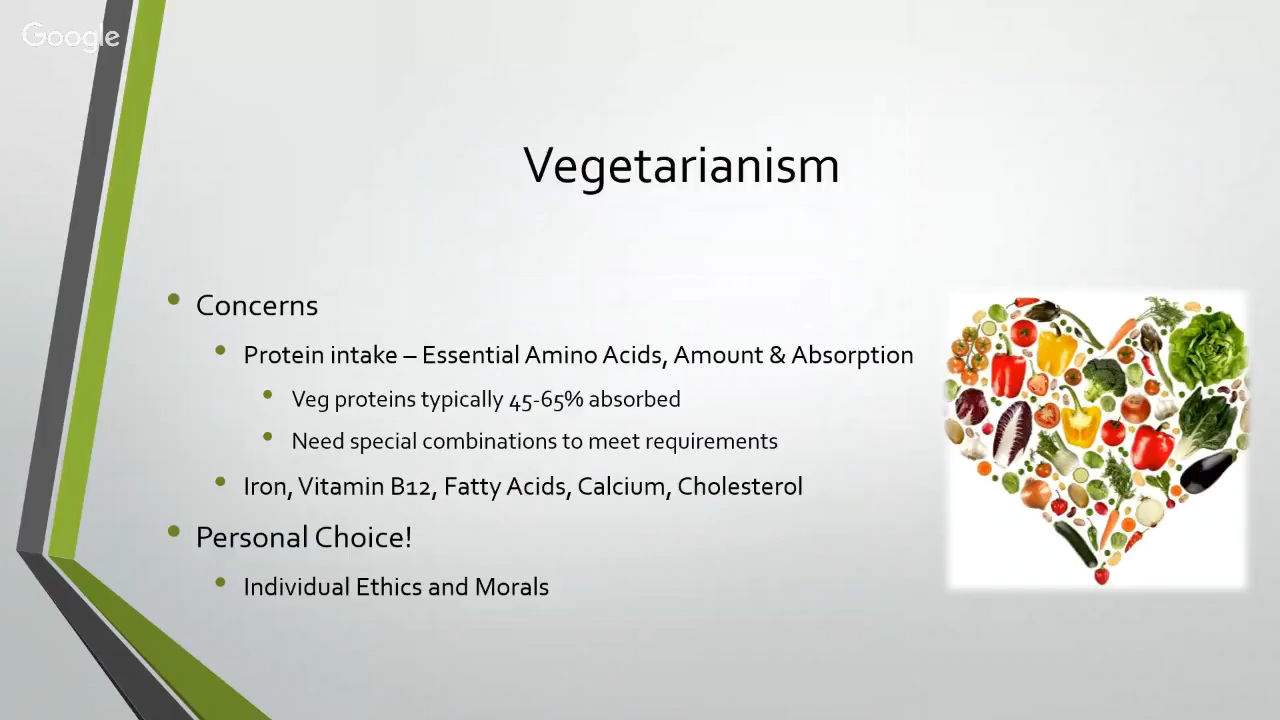 Google
Vegetarianism
Concerns
Protein intake – Essential Amino Acids, Amount & Absorption
Veg proteins typically 45-65% absorbed
Need special combinations to meet requirements
Iron, Vitamin B12, Fatty Acids, Calcium, Cholesterol
Personal Choice!
Individual Ethics and Morals